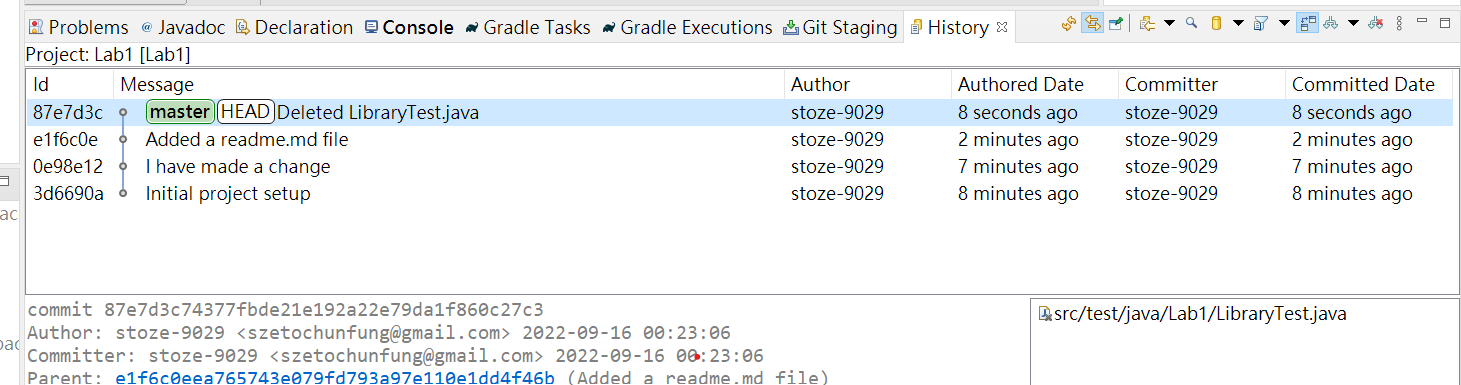 Problems @ Javadoc Declaration Console Gradle Tasks Gradle Executions Git Staging History
Project: Lab1 [Lab1]
Id Message Author Authored Date Committer Committed Date
87e7d3c master HEAD Deleted LibraryTest.java stoze-9029 8 seconds ago stoze-9029 8 seconds ago
e1f6c0e Added a readme.md file stoze-9029 2 minutes ago stoze-9029 2 minutes ago
0e98e12 I have made a change stoze-9029 7 minutes ago stoze-9029 7 minutes ago
3d6690a Initial project setup stoze-9029 8 minutes ago stoze-9029 8 minutes ago
commit 87e7d3c74377fbde21e192a22e79da1f860c27c3
Author: stoze-9029 <szetochunfung@gmail.com> 2022-09-16 00:23:06
Committer: stoze-9029 <szetochunfung@gmail.com> 2022-09-16 00:23:06
Parent: e1f6c0eea765743e079fd793a97e110e1dd4f46b (Added a readme.md file)
src/test/java/Lab1/LibraryTest.java